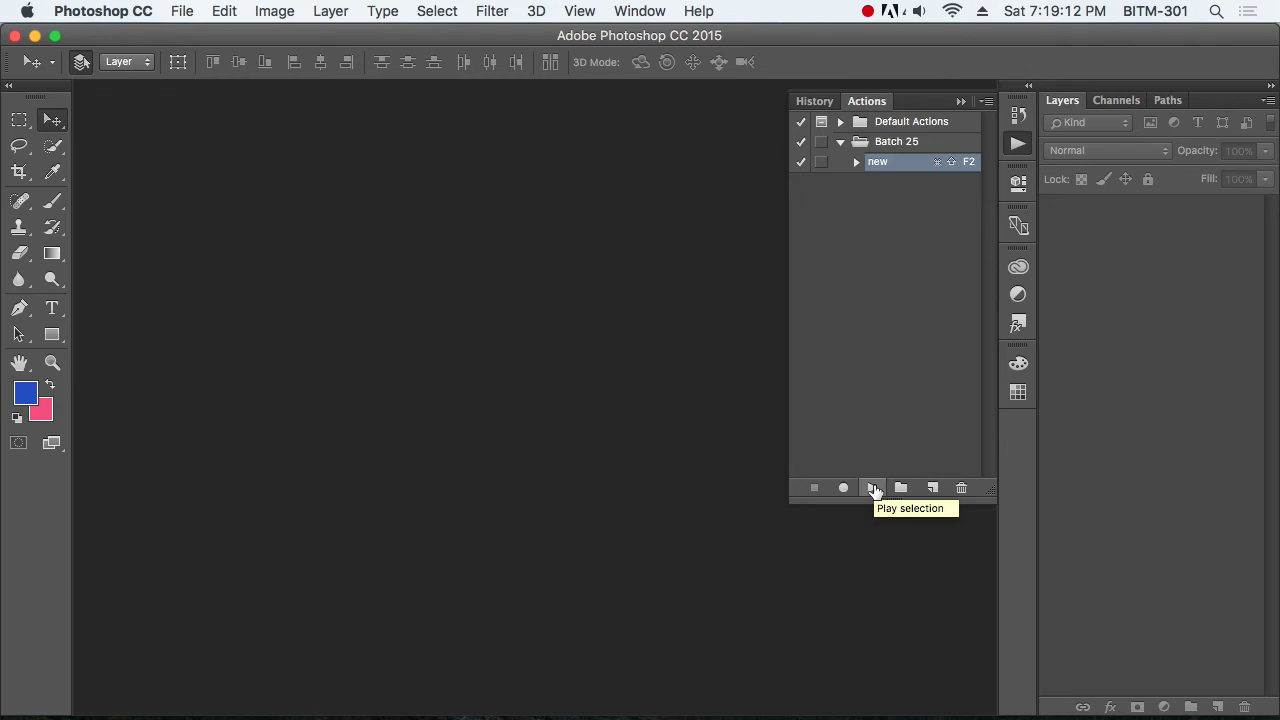 Photoshop CC File Edit Image Layer Type Select Filter 3D View Window Help Sat 7:19:12 PM BITM-301
Adobe Photoshop CC 2015
Layer 3D Mode:
History Actions Layers Channels Paths
Default Actions Kind
Batch 25
Normal Opacity: 100%
new F2
Lock: Fill: 100%
Play selection